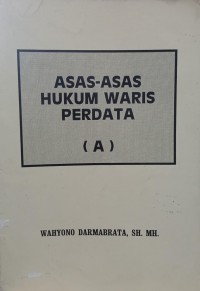 ASAS-ASAS
HUKUM WARIS
PERDATA
( A )
WAHYONO DARMABRATA, SH. MH.